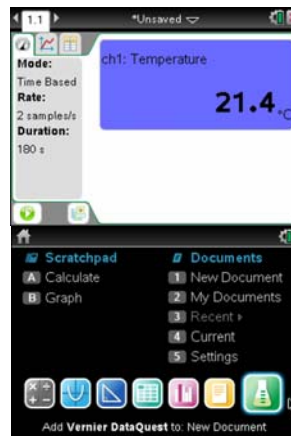 1.1 *Unsaved
Mode:
Time Based
Rate:
2 samples/s
Duration:
180 s
ch1: Temperature
21.4 °C
Scratchpad
A Calculate
B Graph
Documents
1 New Document
2 My Documents
3 Recent
4 Current
5 Settings
Add Vernier DataQuest to: New Document